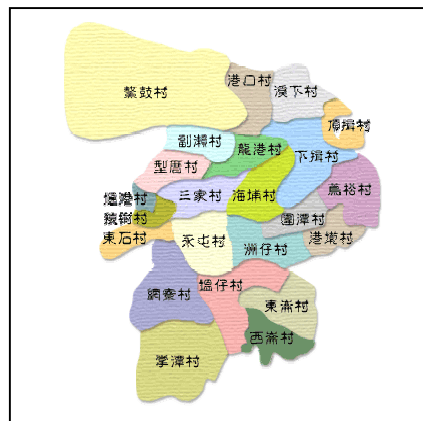 鰲鼓村
港口村
溪下村
頂揖村
副瀨村
龍港村
下揖村
型厝村
蔦松村
塭港村
三家村
海埔村
猿樹村
圍潭村
東石村
永屯村
洲仔村
港墘村
網寮村
塭仔村
東崙村
西崙村
掌潭村